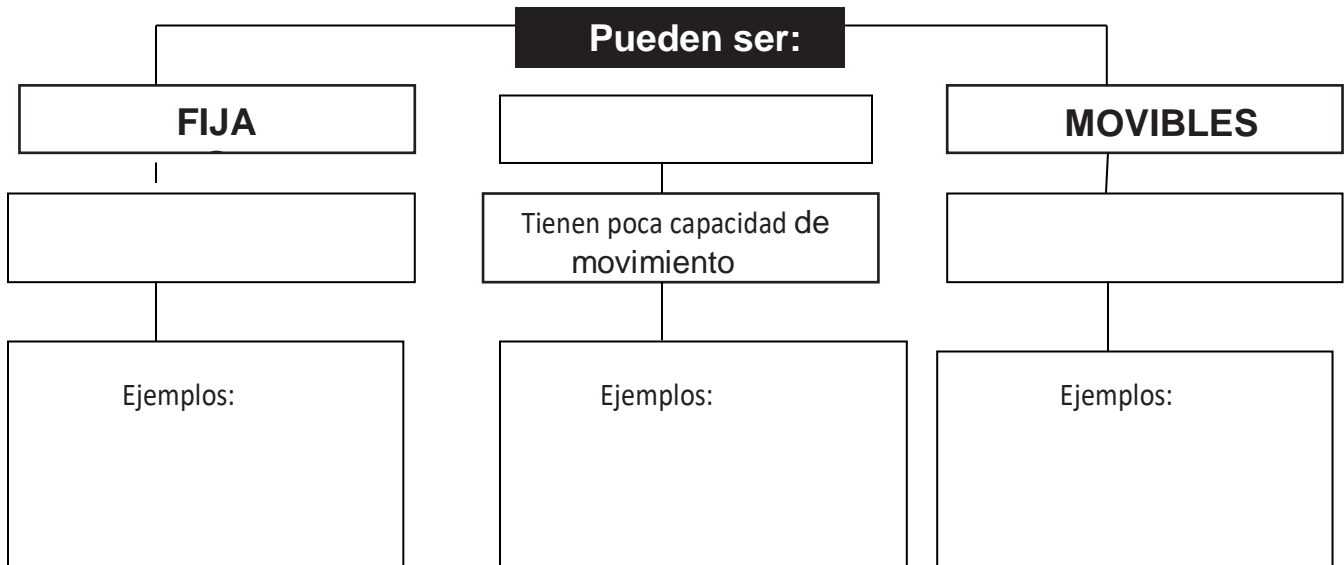 Pueden ser:
FIJA
MOVIBLES
Tienen poca capacidad de
movimiento
Ejemplos:
Ejemplos:
Ejemplos: